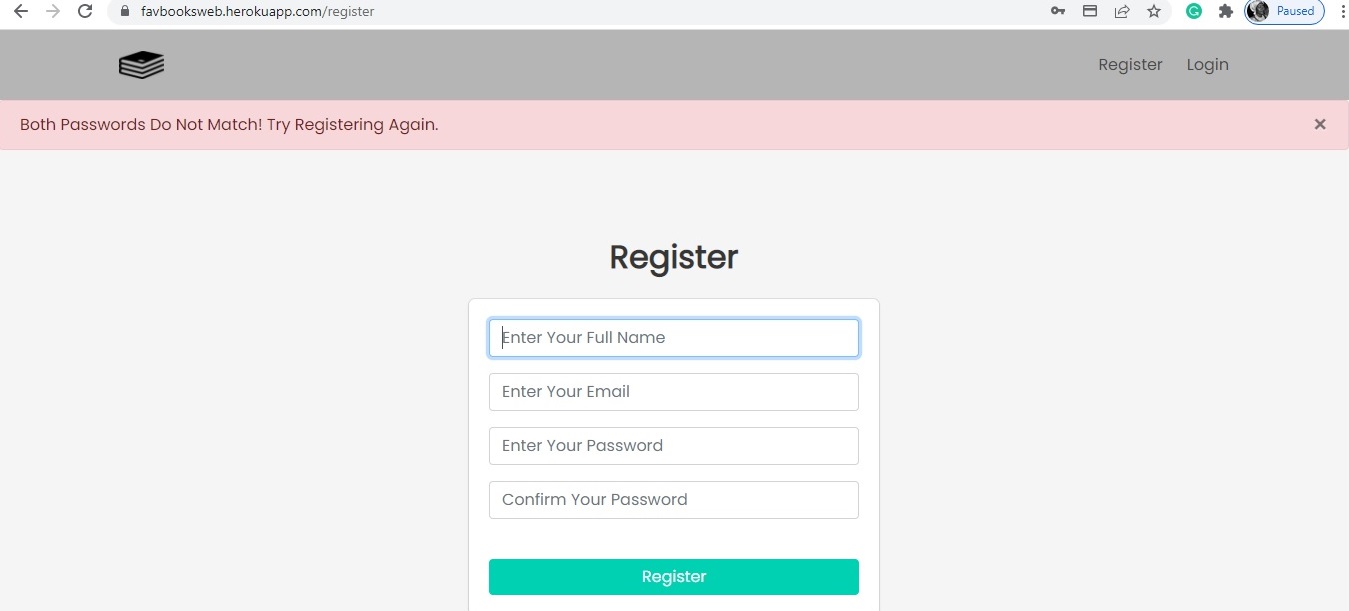 favbooksweb.herokuapp.com/register
Paused
Register
Login
Both Passwords Do Not Match! Try Registering Again.
×
Register
Enter Your Full Name
Enter Your Email
Enter Your Password
Confirm Your Password
Register